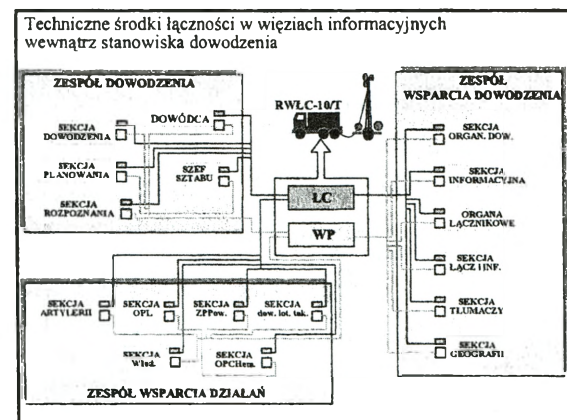 Techniczne środki łączności w więziach informacyjnych
wewnątrz stanowiska dowodzenia
ZESPÓŁ DOWODZENIA
SEKCJA
DOWODZENIA
DOWÓDCA
SEKCJA
PLANOWANIA
SZEF
SZTABU
SEKCJA
ROZPOZNANIA
RWŁC-10/T
ŁC
WP
ZESPÓŁ
WSPARCIA DOWODZENIA
SEKCJA
ORGAN. DOW.
SEKCJA
INFORMACYJNA
ORGANA
ŁĄCZNIKOWE
SEKCJA
ŁĄCZ I INF.
SEKCJA
TŁUMACZY
SEKCJA
GEOGRAFII
SEKCJA
ARTYLERII
SEKCJA
OPL
SEKCJA
ZPPow.
SEKCJA
dow. lot. tak.
SEKCJA
SEKCJA
OPCHem.
ZESPÓŁ WSPARCIA DZIAŁAŃ